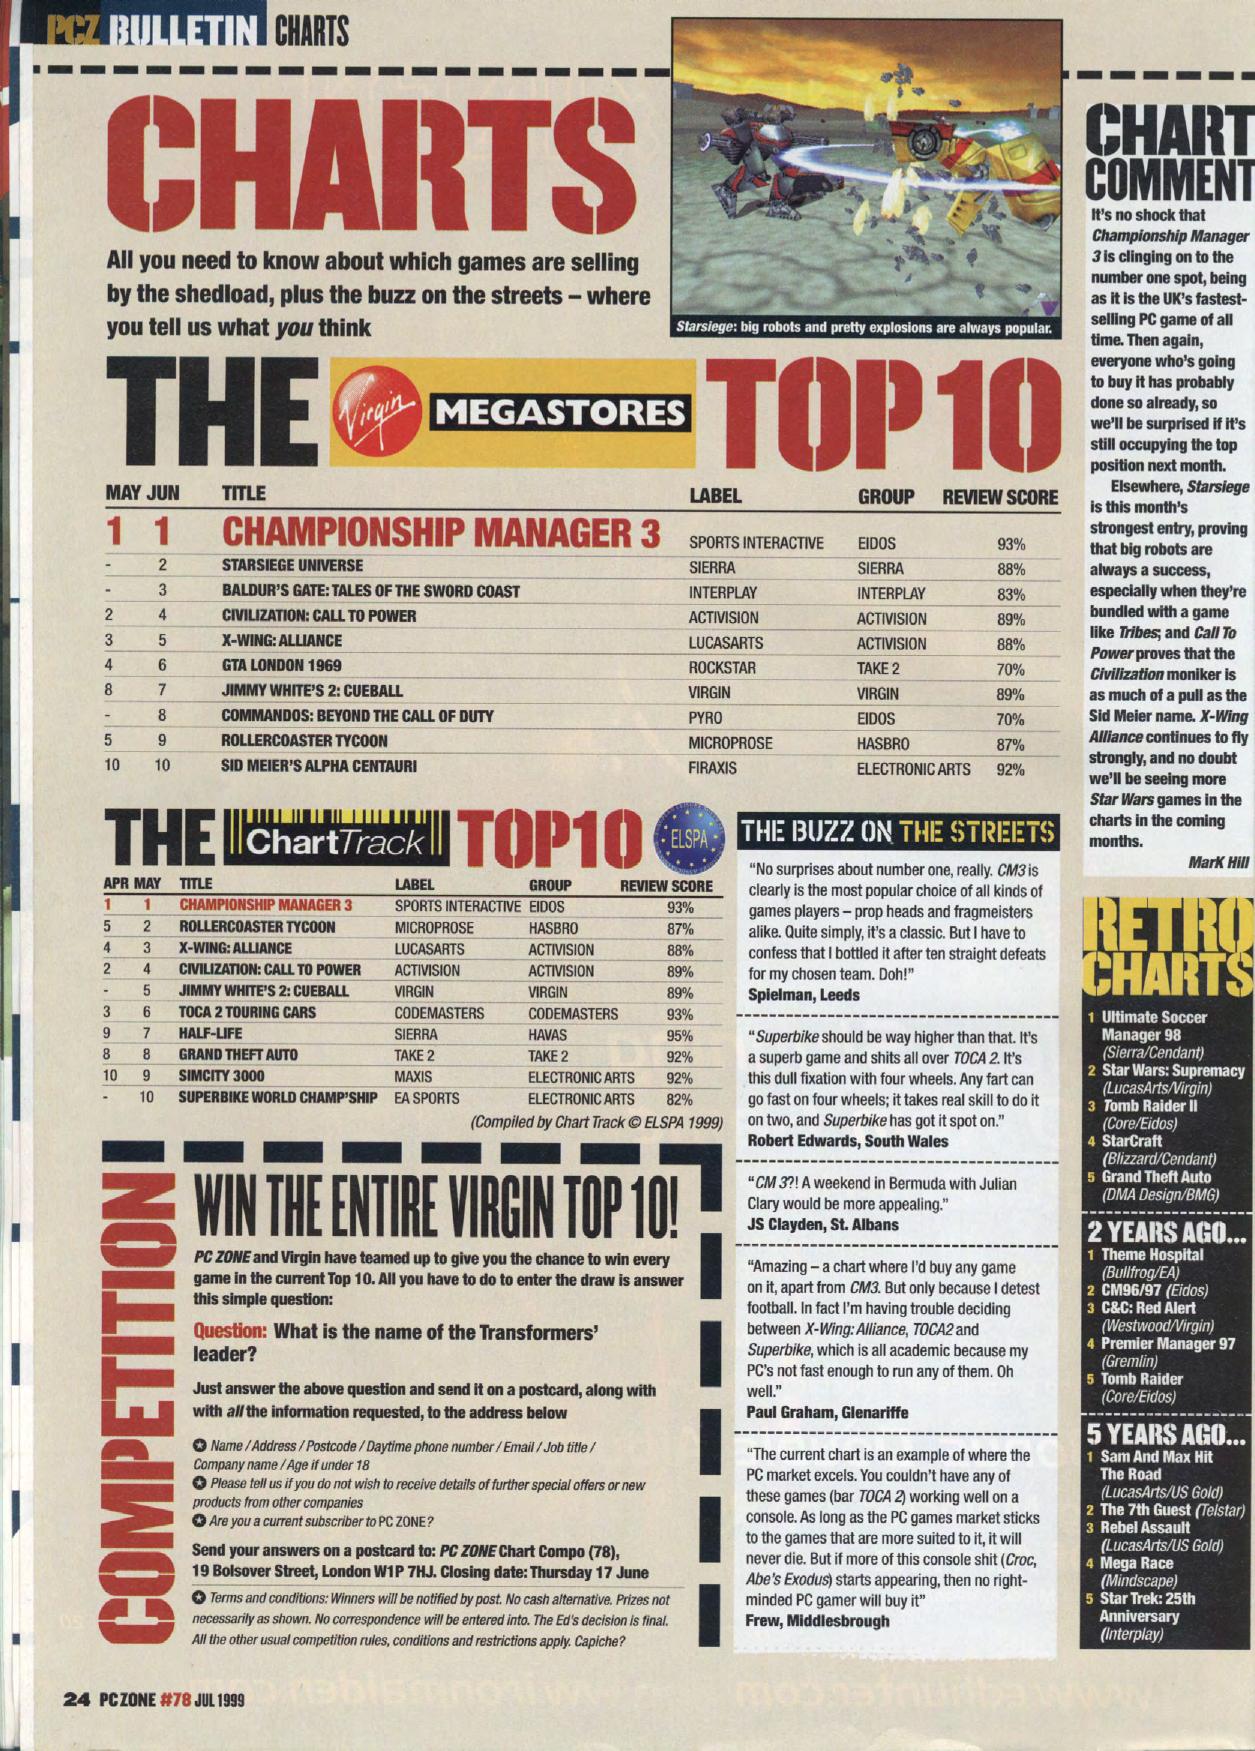 PCZ BULLETIN CHARTS
CHARTS
All you need to know about which games are selling
by the shedload, plus the buzz on the streets – where
you tell us what you think
Starsiege: big robots and pretty explosions are always popular.
THE Virgin MEGASTORES TOP 10
MAY JUN TITLE LABEL GROUP REVIEW SCORE
1 1 CHAMPIONSHIP MANAGER 3 SPORTS INTERACTIVE EIDOS 93%
- 2 STARSIEGE UNIVERSE SIERRA SIERRA 88%
- 3 BALDUR'S GATE: TALES OF THE SWORD COAST INTERPLAY INTERPLAY 83%
2 4 CIVILIZATION: CALL TO POWER ACTIVISION ACTIVISION 89%
3 5 X-WING: ALLIANCE LUCASARTS ACTIVISION 88%
4 6 GTA LONDON 1969 ROCKSTAR TAKE 2 70%
8 7 JIMMY WHITE'S 2: CUEBALL VIRGIN VIRGIN 89%
- 8 COMMANDOS: BEYOND THE CALL OF DUTY PYRO EIDOS 70%
5 9 ROLLERCOASTER TYCOON MICROPROSE HASBRO 87%
10 10 SID MEIER'S ALPHA CENTAURI FIRAXIS ELECTRONIC ARTS 92%
THE ChartTrack TOP10 ELSPA
APR MAY TITLE LABEL GROUP REVIEW SCORE
1 1 CHAMPIONSHIP MANAGER 3 SPORTS INTERACTIVE EIDOS 93%
5 2 ROLLERCOASTER TYCOON MICROPROSE HASBRO 87%
4 3 X-WING: ALLIANCE LUCASARTS ACTIVISION 88%
2 4 CIVILIZATION: CALL TO POWER ACTIVISION ACTIVISION 89%
- 5 JIMMY WHITE'S 2: CUEBALL VIRGIN VIRGIN 89%
3 6 TOCA 2 TOURING CARS CODEMASTERS CODEMASTERS 93%
9 7 HALF-LIFE SIERRA HAVAS 95%
8 8 GRAND THEFT AUTO TAKE 2 TAKE 2 92%
10 9 SIMCITY 3000 MAXIS ELECTRONIC ARTS 92%
- 10 SUPERBIKE WORLD CHAMP'SHIP EA SPORTS ELECTRONIC ARTS 82%
(Compiled by Chart Track © ELSPA 1999)
COMPETITION
WIN THE ENTIRE VIRGIN TOP 10!
PC ZONE and Virgin have teamed up to give you the chance to win every
game in the current Top 10. All you have to do to enter the draw is answer
this simple question:
Question: What is the name of the Transformers'
leader?
Just answer the above question and send it on a postcard, along with
with all the information requested, to the address below
Name / Address / Postcode / Daytime phone number / Email / Job title /
Company name / Age if under 18
Please tell us if you do not wish to receive details of further special offers or new
products from other companies
Are you a current subscriber to PC ZONE?
Send your answers on a postcard to: PC ZONE Chart Compo (78),
19 Bolsover Street, London W1P 7HJ. Closing date: Thursday 17 June
Terms and conditions: Winners will be notified by post. No cash alternative. Prizes not
necessarily as shown. No correspondence will be entered into. The Ed's decision is final.
All the other usual competition rules, conditions and restrictions apply. Capiche?
THE BUZZ ON THE STREETS
"No surprises about number one, really. CM3 is
clearly is the most popular choice of all kinds of
games players – prop heads and fragmeisters
alike. Quite simply, it's a classic. But I have to
confess that I bottled it after ten straight defeats
for my chosen team. Doh!"
Spielman, Leeds
"Superbike should be way higher than that. It's
a superb game and shits all over TOCA 2. It's
this dull fixation with four wheels. Any fart can
go fast on four wheels; it takes real skill to do it
on two, and Superbike has got it spot on."
Robert Edwards, South Wales
"CM 3?! A weekend in Bermuda with Julian
Clary would be more appealing."
JS Clayden, St. Albans
"Amazing – a chart where I'd buy any game
on it, apart from CM3. But only because I detest
football. In fact I'm having trouble deciding
between X-Wing: Alliance, TOCA2 and
Superbike, which is all academic because my
PC's not fast enough to run any of them. Oh
well."
Paul Graham, Glenariffe
"The current chart is an example of where the
PC market excels. You couldn't have any of
these games (bar TOCA 2) working well on a
console. As long as the PC games market sticks
to the games that are more suited to it, it will
never die. But if more of this console shit (Croc,
Abe's Exodus) starts appearing, then no right-
minded PC gamer will buy it"
Frew, Middlesbrough
CHART
COMMENT
It's no shock that
Championship Manager
3 is clinging on to the
number one spot, being
as it is the UK's fastest-
selling PC game of all
time. Then again,
everyone who's going
to buy it has probably
done so already, so
we'll be surprised if it's
still occupying the top
position next month.
Elsewhere, Starsiege
is this month's
strongest entry, proving
that big robots are
always a success,
especially when they're
bundled with a game
like Tribes; and Call To
Power proves that the
Civilization moniker is
as much of a pull as the
Sid Meier name. X-Wing
Alliance continues to fly
strongly, and no doubt
we'll be seeing more
Star Wars games in the
charts in the coming
months.
MarK Hill
RETRO
CHARTS
1 Ultimate Soccer
Manager 98
(Sierra/Cendant)
2 Star Wars: Supremacy
(LucasArts/Virgin)
3 Tomb Raider II
(Core/Eidos)
4 StarCraft
(Blizzard/Cendant)
5 Grand Theft Auto
(DMA Design/BMG)
2 YEARS AGO...
1 Theme Hospital
(Bullfrog/EA)
2 CM96/97 (Eidos)
3 C&C: Red Alert
(Westwood/Virgin)
4 Premier Manager 97
(Gremlin)
5 Tomb Raider
(Core/Eidos)
5 YEARS AGO...
1 Sam And Max Hit
The Road
(LucasArts/US Gold)
2 The 7th Guest (Telstar)
3 Rebel Assault
(LucasArts/US Gold)
4 Mega Race
(Mindscape)
5 Star Trek: 25th
Anniversary
(Interplay)
24 PC ZONE #78 JUL 1999